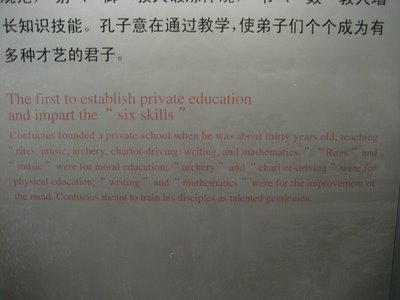 长知识技能。孔子意在通过教学，使弟子们个个成为有
多种才艺的君子。
The first to establish private education
and impart the “ six skills ”
Confucius founded a private school when he was about thirty years old, teaching
“ rites, music, archery, chariot-driving, writing, and mathematics. ” “ Rites ” and
“ music ” were for moral education; “ archery ” and “ chari ot-driving ” were for
physical education; “ writing ” and “ mathematics ” were for the improvement of
the mind. Confucius meant to train his disciples as talented gentlemen.